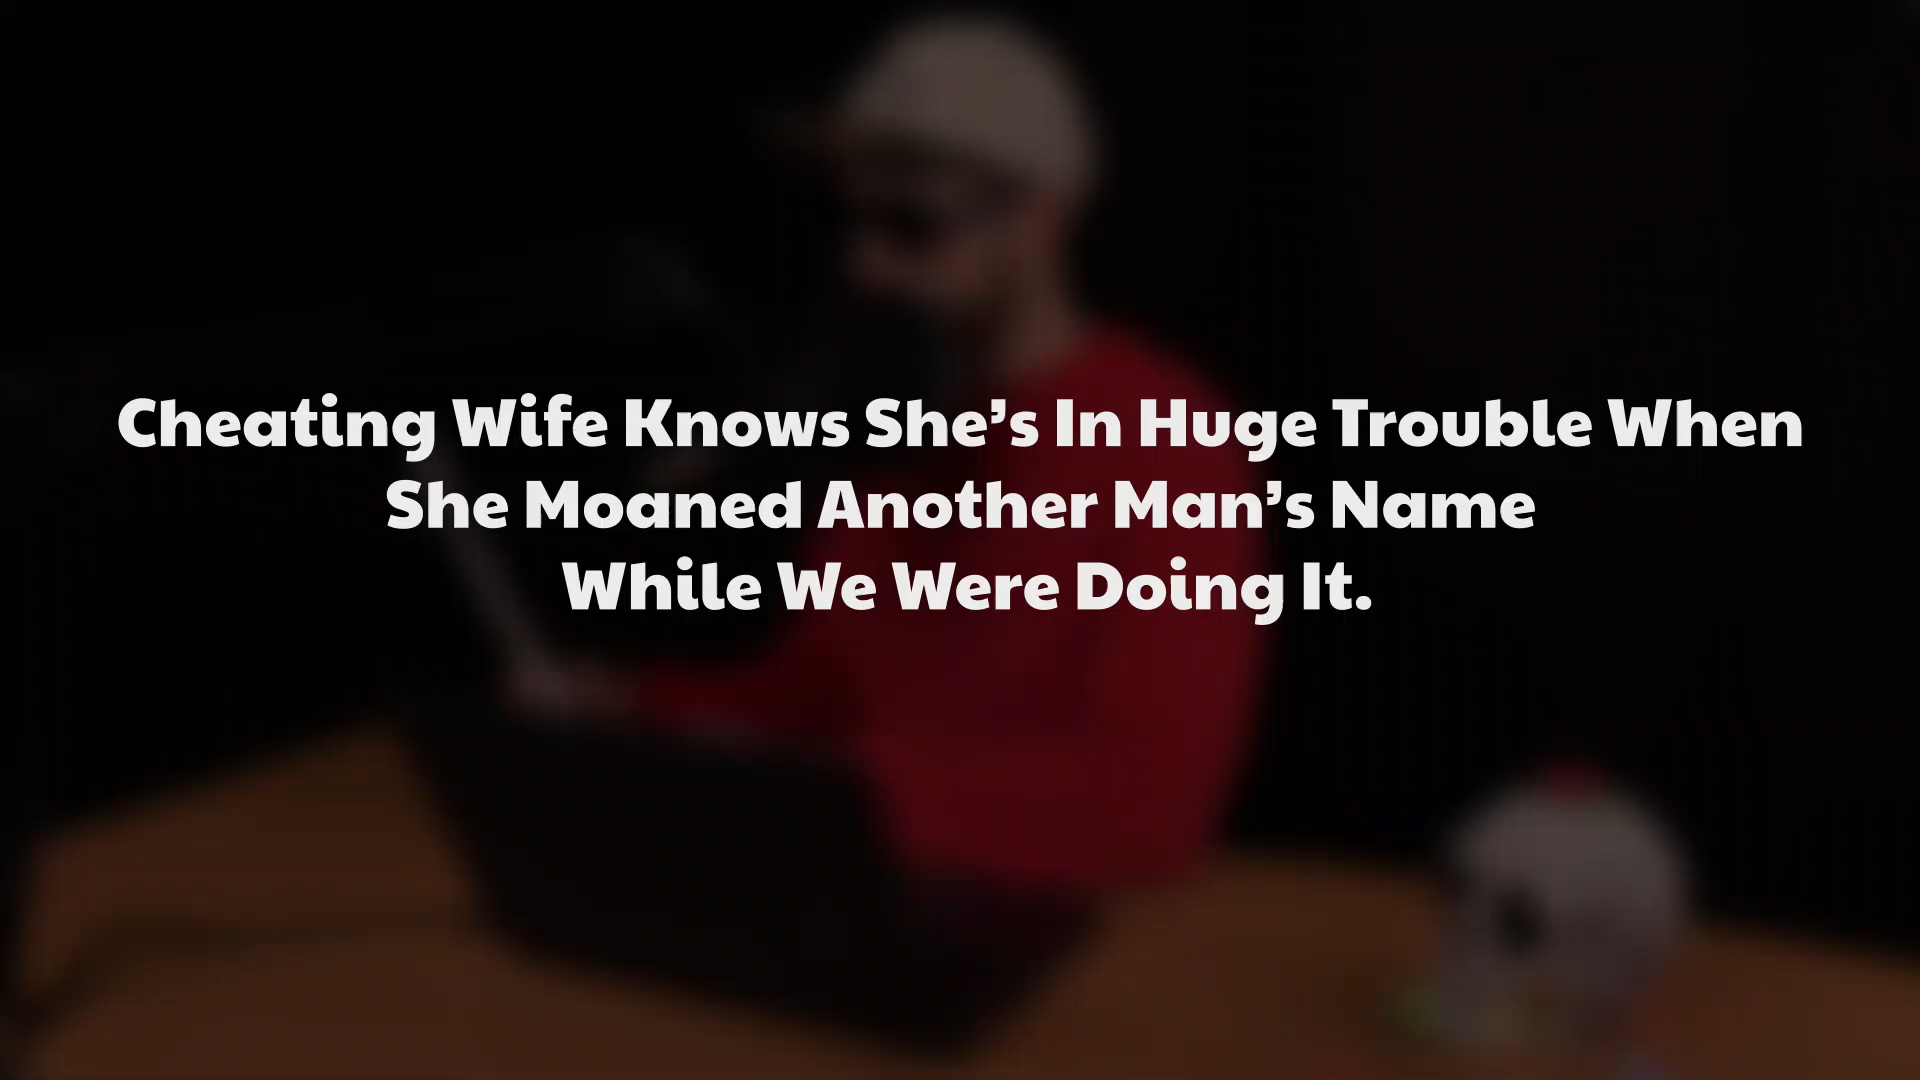 Cheating Wife Knows She’s In Huge Trouble When
She Moaned Another Man’s Name
While We Were Doing It.